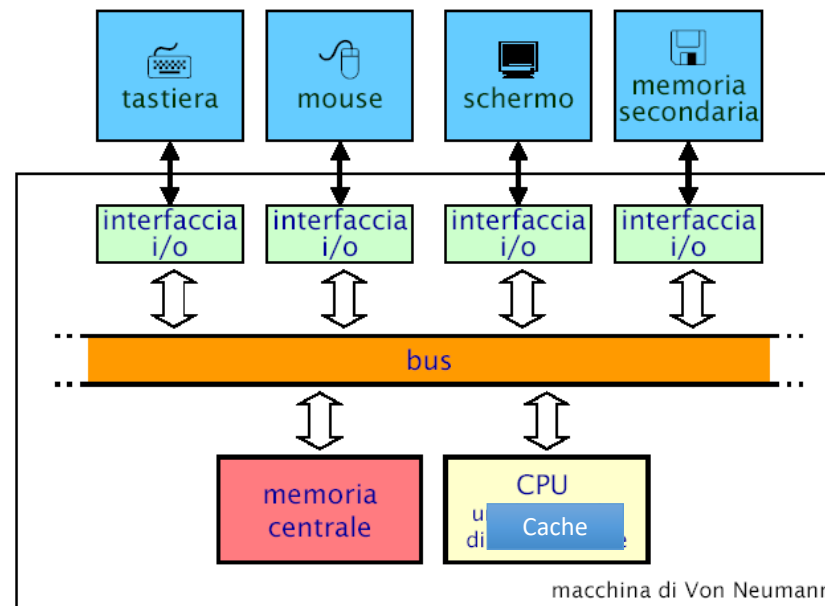 tastiera
mouse
schermo
memoria
secondaria
interfaccia
i/o
interfaccia
i/o
interfaccia
i/o
interfaccia
i/o
bus
memoria
centrale
CPU
Cache
macchina di Von Neumann